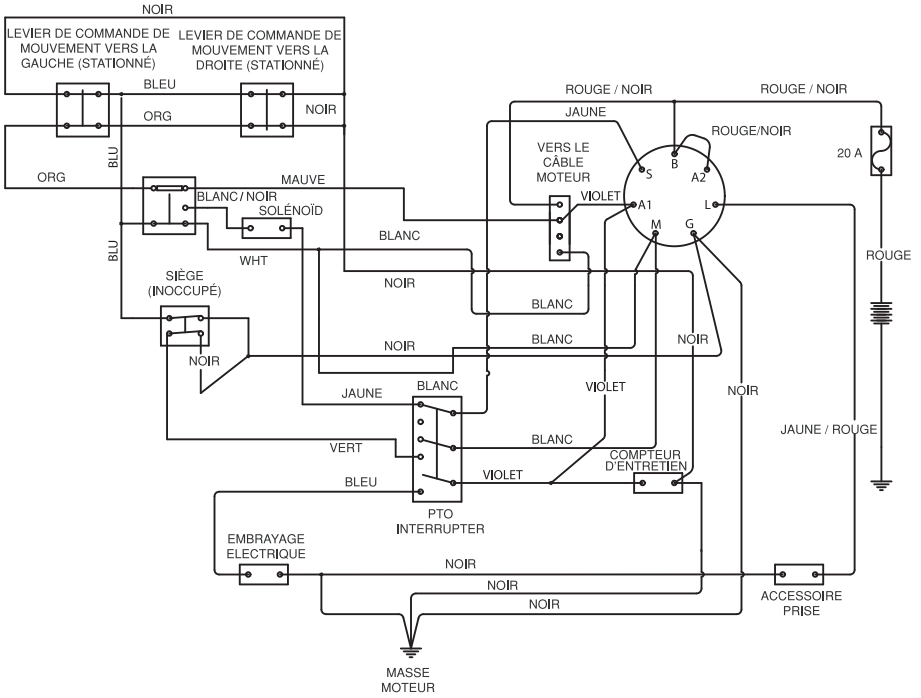 NOIR
LEVIER DE COMMANDE DE
MOUVEMENT VERS LA
GAUCHE (STATIONNÉ)
LEVIER DE COMMANDE DE
MOUVEMENT VERS LA
DROITE (STATIONNÉ)
BLEU
NOIR
ORG
BLU
ORG
MAUVE
BLANC/NOIR
SOLÉNOÏD
WHT
BLANC
BLU
SIÈGE
(INOCCUPÉ)
NOIR
NOIR
NOIR
ROUGE / NOIR
ROUGE / NOIR
JAUNE
ROUGE/NOIR
VERS LE
CÂBLE
MOTEUR
20 A
B
S
A2
VIOLET
A1
L
M
G
ROUGE
BLANC
BLANC
NOIR
VIOLET
NOIR
JAUNE
BLANC
JAUNE / ROUGE
VERT
BLANC
COMPTEUR
D'ENTRETIEN
BLEU
VIOLET
PTO
INTERRUPTER
EMBRAYAGE
ELECTRIQUE
NOIR
NOIR
NOIR
ACCESSOIRE
PRISE
MASSE
MOTEUR